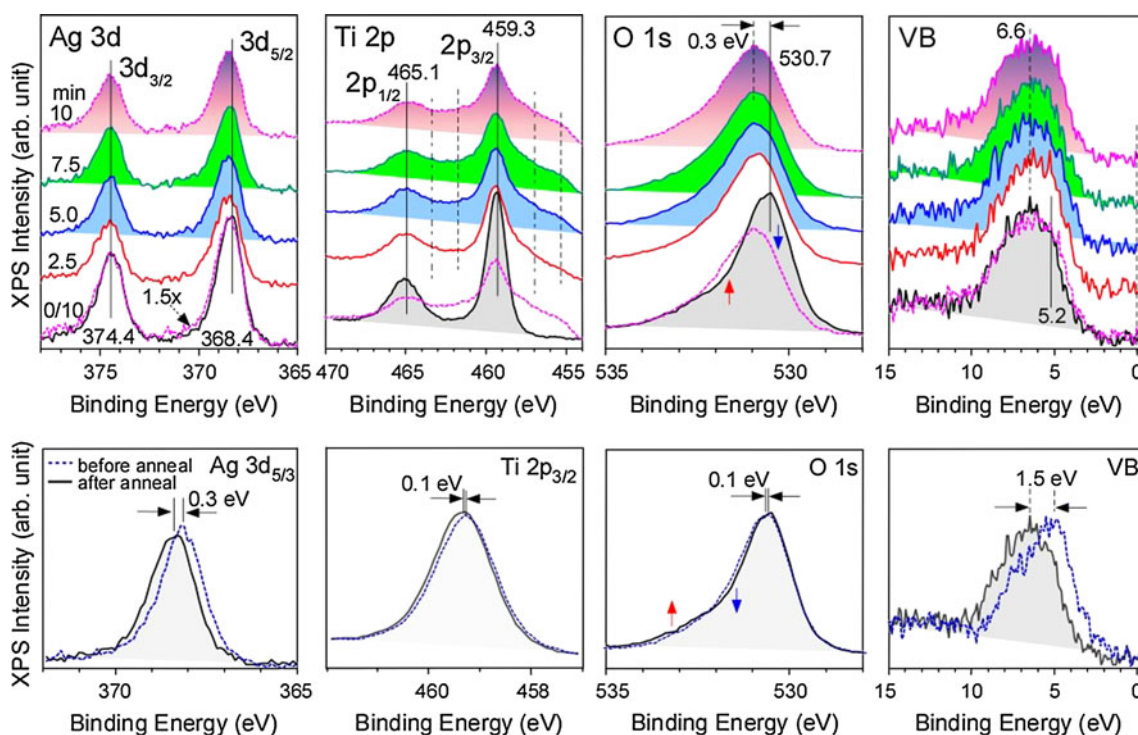 XPS Intensity (arb. unit)
Ag 3d
3d5/2
3d3/2
min
10
7.5
5.0
2.5
0/10
1.5x
374.4
368.4
375
370
365
Binding Energy (eV)
Ti 2p
459.3
2p3/2
465.1
2p1/2
470
465
460
455
454
Binding Energy (eV)
O 1s
0.3 eV
530.7
535
530
Binding Energy (eV)
VB
6.6
5.2
15
10
5
0
Binding Energy (eV)
XPS Intensity (arb. unit)
before anneal
after anneal
Ag 3d5/3
0.3 eV
370
365
Binding Energy (eV)
Ti 2p3/2
0.1 eV
460
458
Binding Energy (eV)
O 1s
0.1 eV
535
530
Binding Energy (eV)
VB
1.5 eV
15
10
5
0
Binding Energy (eV)